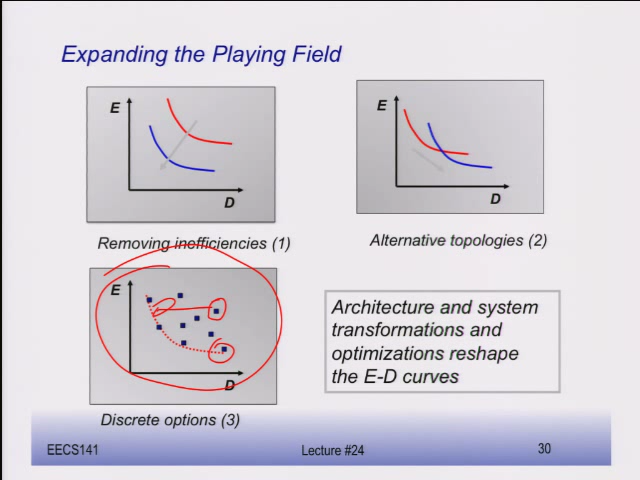 Expanding the Playing Field
E
D
Removing inefficiencies (1)
E
D
Alternative topologies (2)
E
D
Discrete options (3)
Architecture and system
transformations and
optimizations reshape
the E-D curves
EECS141
Lecture #24
30